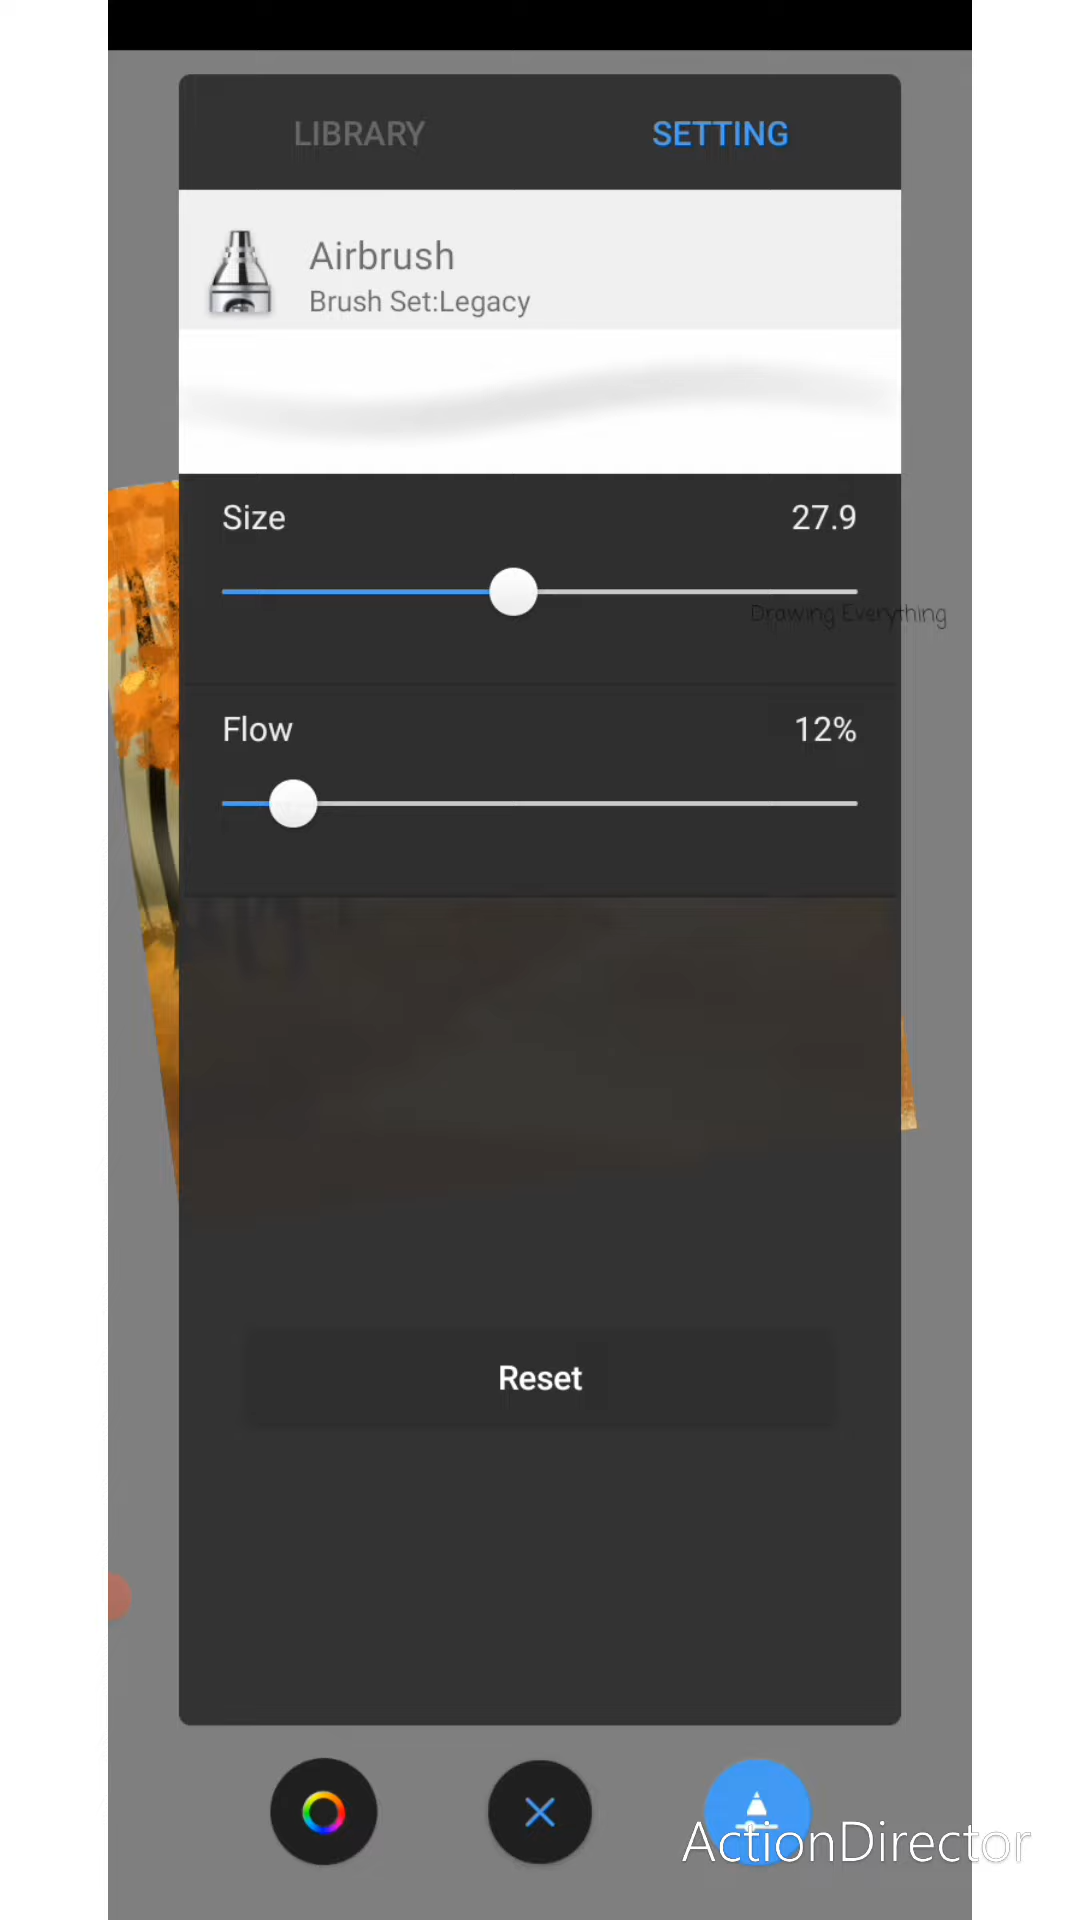 LIBRARY SETTING
Airbrush
Brush Set:Legacy
Size 27.9
Drawing Everything
Flow 12%
Reset
ActionDirector